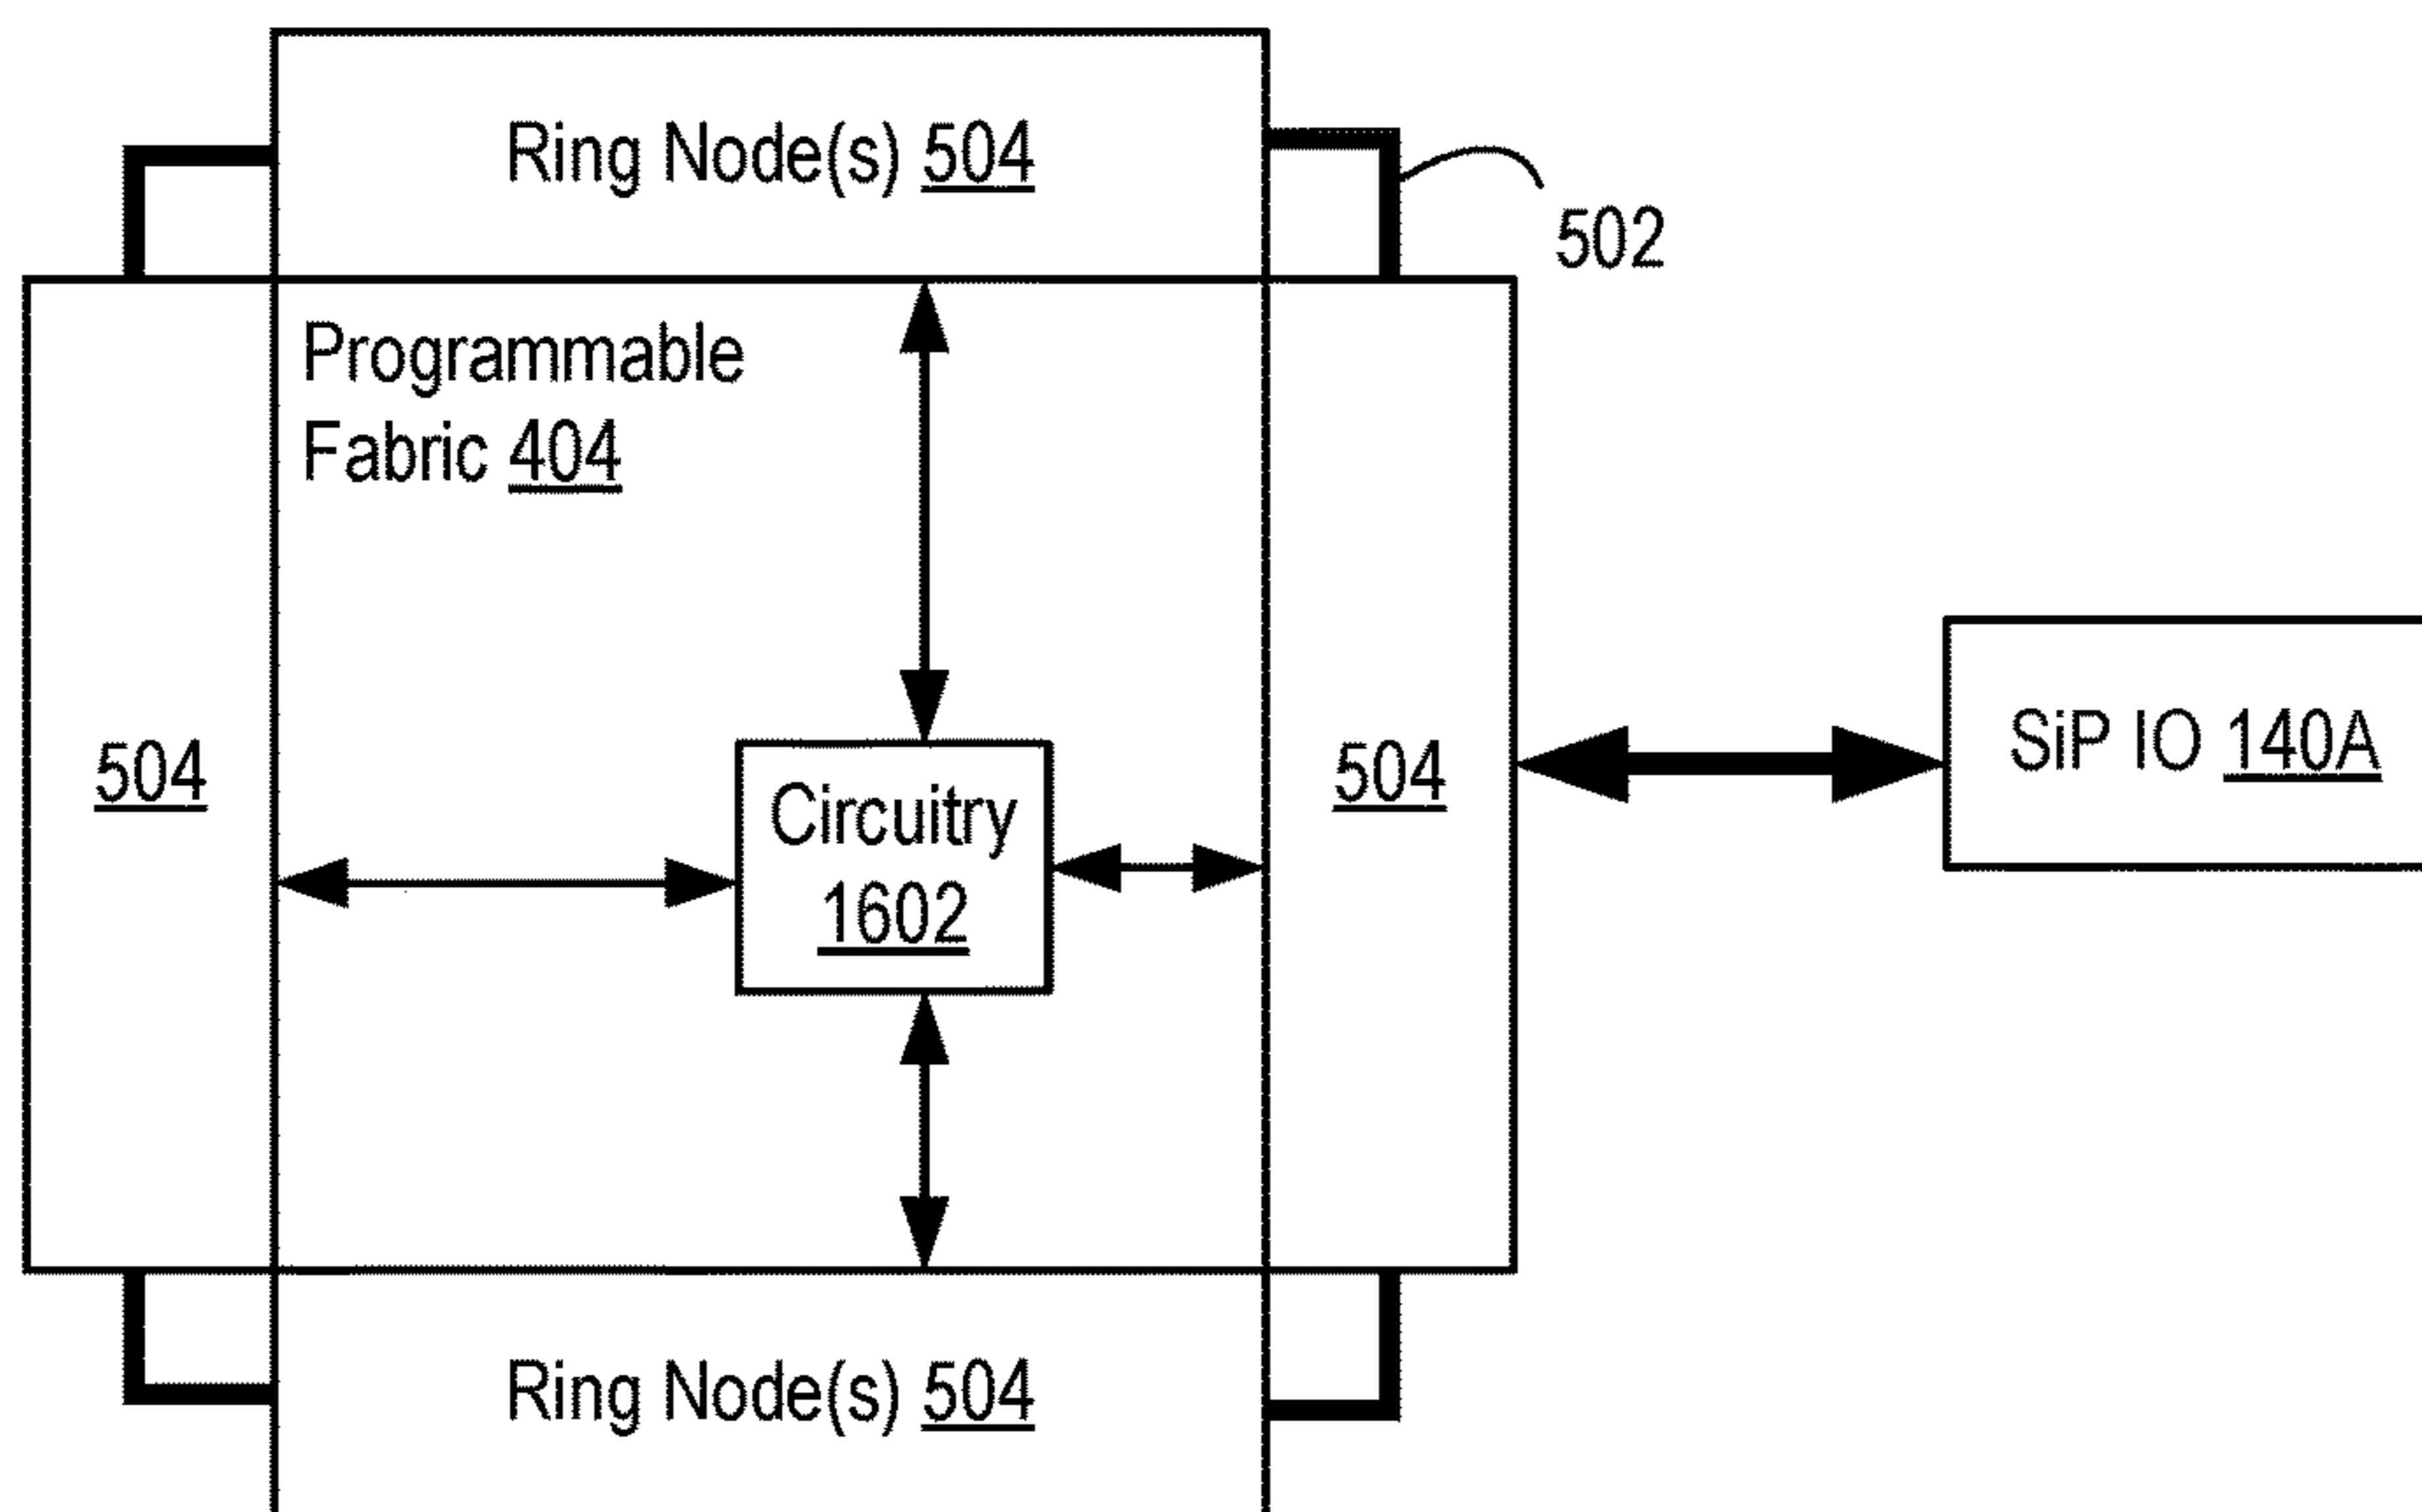 Ring Node(s) 504
502
Programmable
Fabric 404
504
Circuitry
1602
504
SiP IO 140A
Ring Node(s) 504